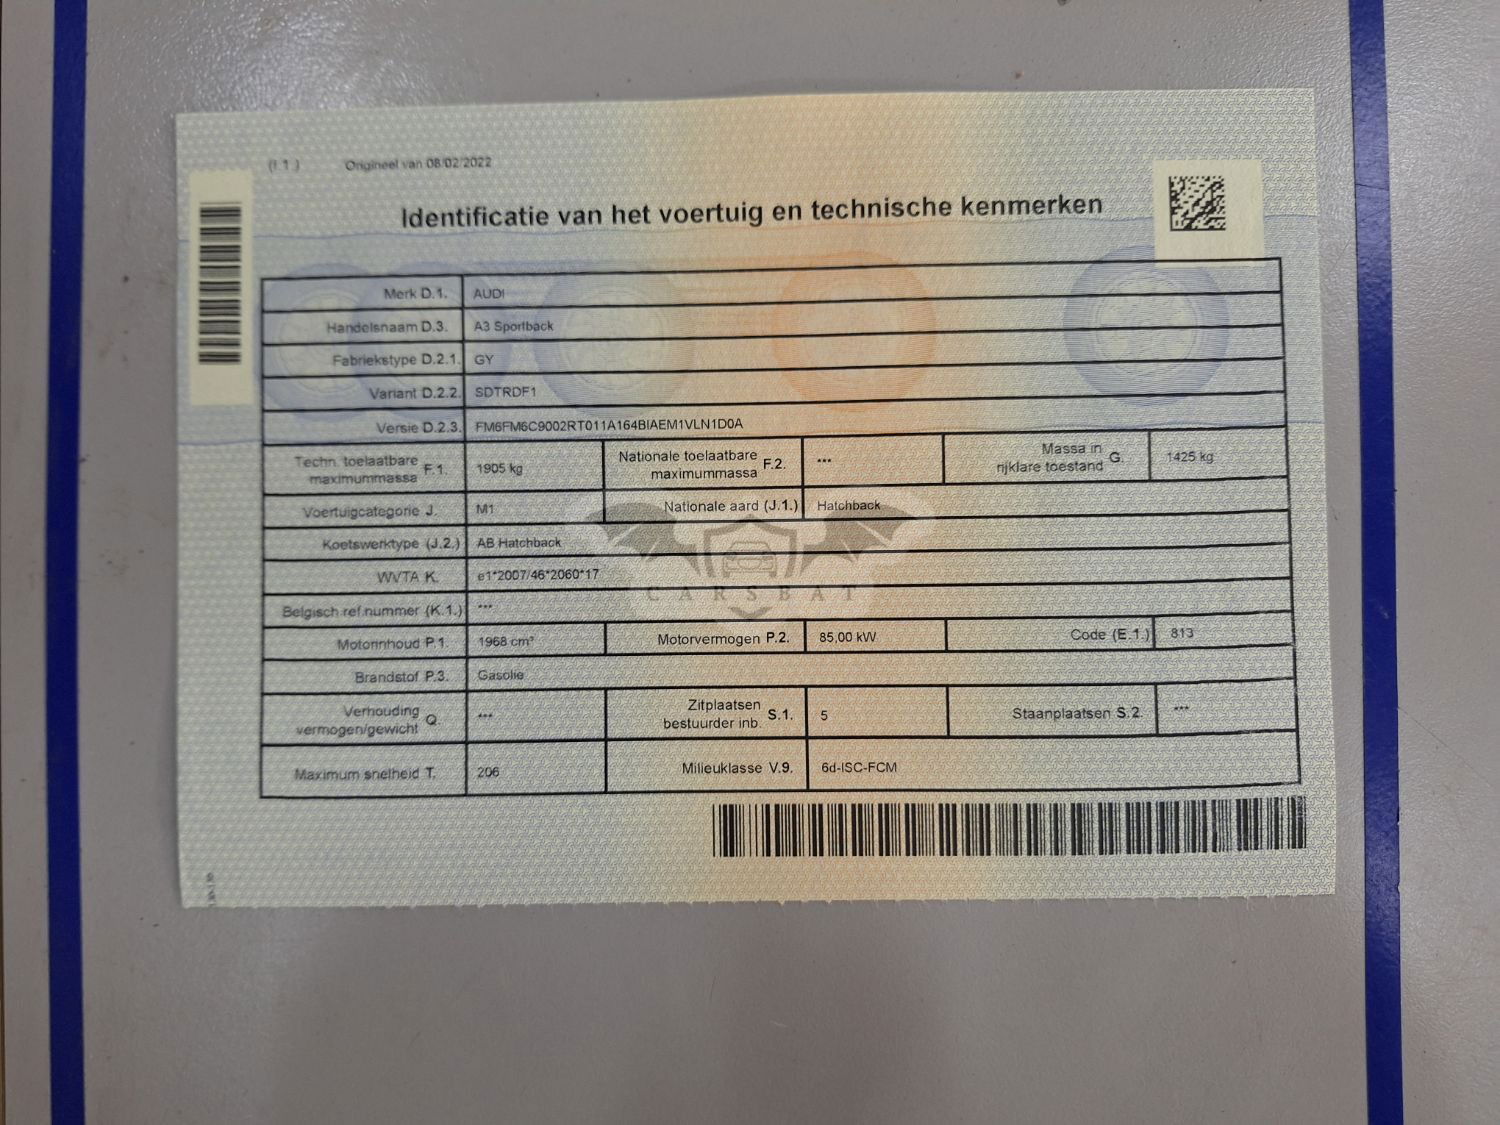 (I.1.) Origineel van 08/02/2022
Identificatie van het voertuig en technische kenmerken
Merk D.1. AUDI
Handelsnaam D.3. A3 Sportback
Fabriekstype D.2.1. GY
Variant D.2.2. SDTRDF1
Versie D.2.3. FM6FM6C9002RT011A164BIAEM1VLN1D0A
Techn. toelaatbare maximummassa F.1. 1905 kg Nationale toelaatbare maximummassa F.2. *** Massa in rijklare toestand G. 1425 kg
Voertuigcategorie J. M1 Nationale aard (J.1.) Hatchback
Koetswerktype (J.2.) AB Hatchback
WVTA K. e1*2007/46*2060*17
Belgisch ref.nummer (K.1.) ***
Motorinhoud P.1. 1968 cm³ Motorvermogen P.2. 85,00 kW Code (E.1.) 813
Brandstof P.3. Gasolie
Verhouding vermogen/gewicht Q. *** Zitplaatsen bestuurder inb. S.1. 5 Staanplaatsen S.2. ***
Maximum snelheid T. 206 Milieuklasse V.9. 6d-ISC-FCM
CARSBAT